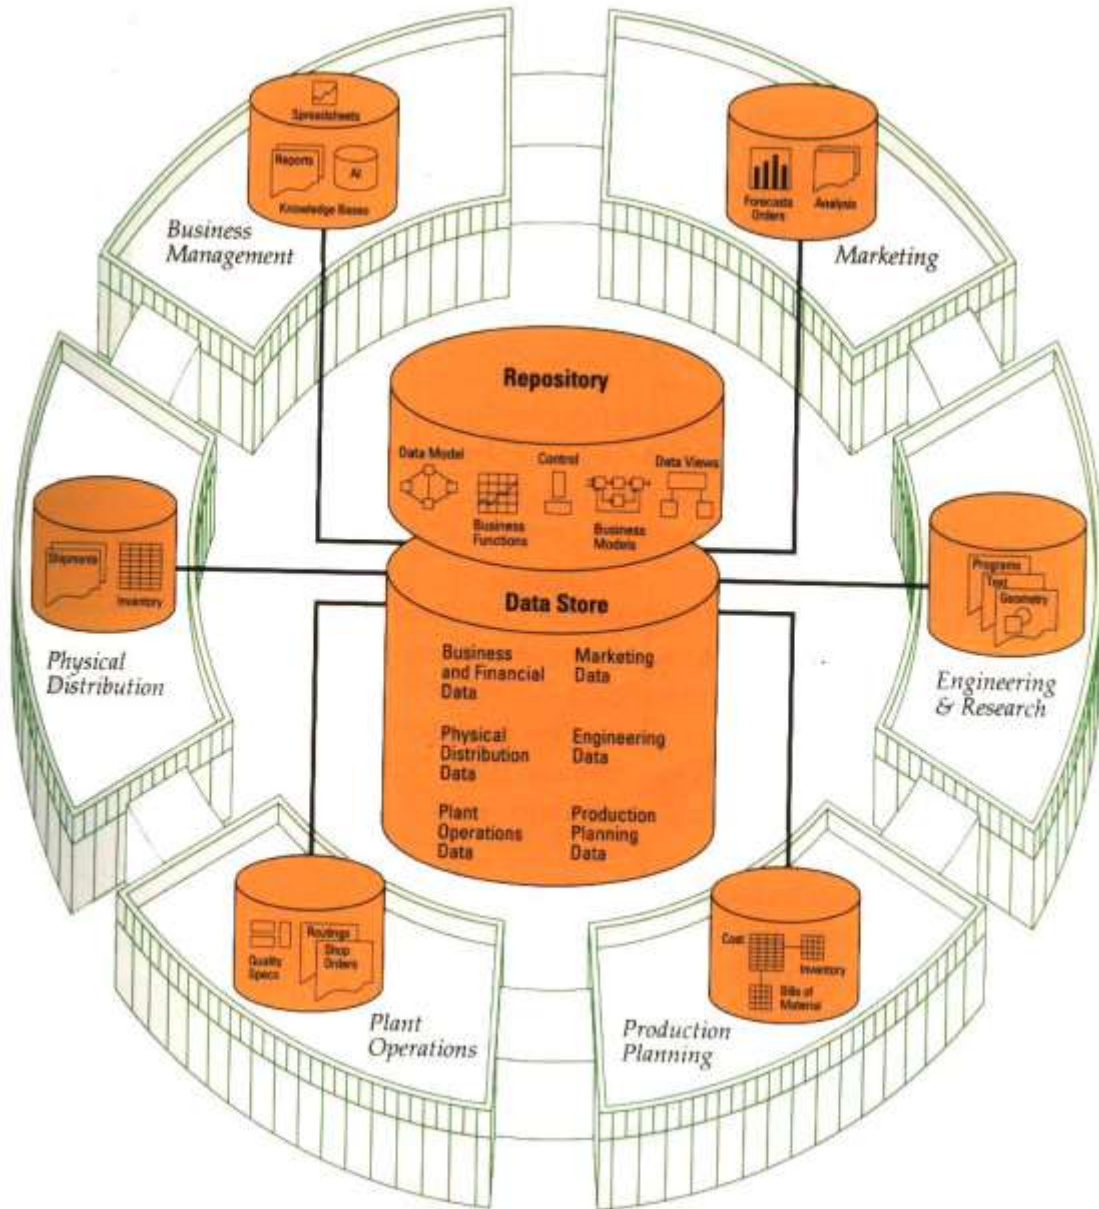 Spreadsheets
Reports
AI
Knowledge Bases
Business
Management
Forecasts
Orders
Analysis
Marketing
Repository
Data Model
Business
Functions
Control
Business
Models
Data Views
Shipments
Inventory
Physical
Distribution
Programs
Text
Geometry
Engineering
& Research
Data Store
Business
and Financial
Data
Marketing
Data
Physical
Distribution
Data
Engineering
Data
Plant
Operations
Data
Production
Planning
Data
Quality
Specs
Routings
Shop
Orders
Plant
Operations
Cost
Inventory
Bills of
Material
Production
Planning